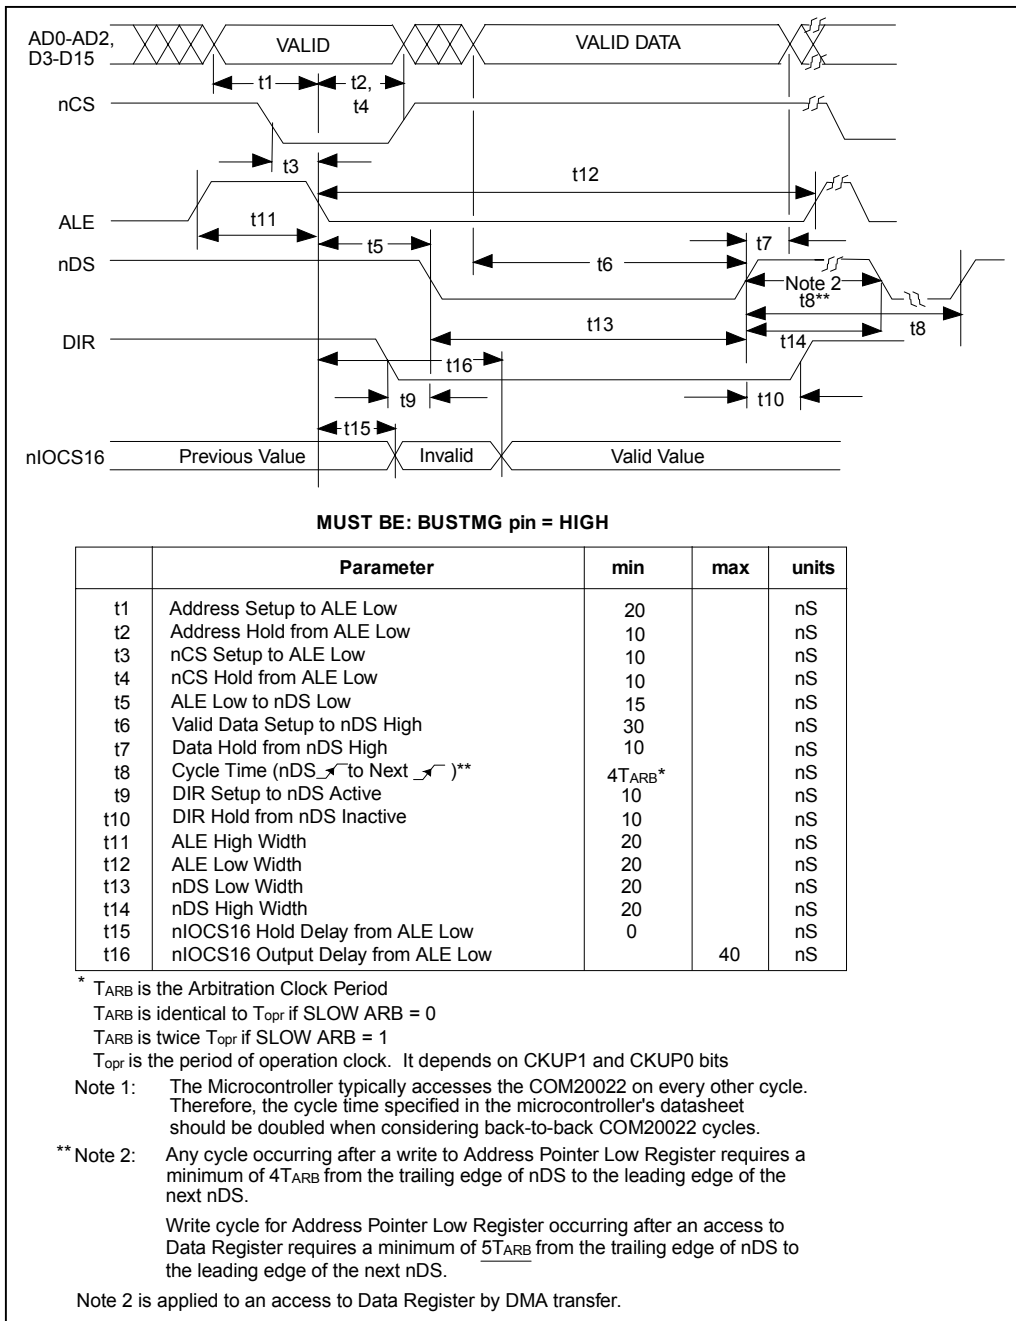 AD0-AD2,
D3-D15
VALID
VALID DATA
t1
t2,
t4
nCS
t3
t12
ALE
t11
t5
t7
nDS
t6
Note 2
t8**
t8
t13
t14
DIR
t16
t9
t10
t15
nIOCS16
Previous Value
Invalid
Valid Value
MUST BE: BUSTMG pin = HIGH
Parameter min max units
t1 Address Setup to ALE Low 20 nS
t2 Address Hold from ALE Low 10 nS
t3 nCS Setup to ALE Low 10 nS
t4 nCS Hold from ALE Low 10 nS
t5 ALE Low to nDS Low 15 nS
t6 Valid Data Setup to nDS High 30 nS
t7 Data Hold from nDS High 10 nS
t8 Cycle Time (nDS to Next )** 4TARB* nS
t9 DIR Setup to nDS Active 10 nS
t10 DIR Hold from nDS Inactive 10 nS
t11 ALE High Width 20 nS
t12 ALE Low Width 20 nS
t13 nDS Low Width 20 nS
t14 nDS High Width 20 nS
t15 nIOCS16 Hold Delay from ALE Low 0 nS
t16 nIOCS16 Output Delay from ALE Low 40 nS
* TARB is the Arbitration Clock Period
TARB is identical to Topr if SLOW ARB = 0
TARB is twice Topr if SLOW ARB = 1
Topr is the period of operation clock. It depends on CKUP1 and CKUP0 bits
Note 1: The Microcontroller typically accesses the COM20022 on every other cycle.
Therefore, the cycle time specified in the microcontroller's datasheet
should be doubled when considering back-to-back COM20022 cycles.
** Note 2: Any cycle occurring after a write to Address Pointer Low Register requires a
minimum of 4TARB from the trailing edge of nDS to the leading edge of the
next nDS.
Write cycle for Address Pointer Low Register occurring after an access to
Data Register requires a minimum of 5TARB from the trailing edge of nDS to
the leading edge of the next nDS.
Note 2 is applied to an access to Data Register by DMA transfer.